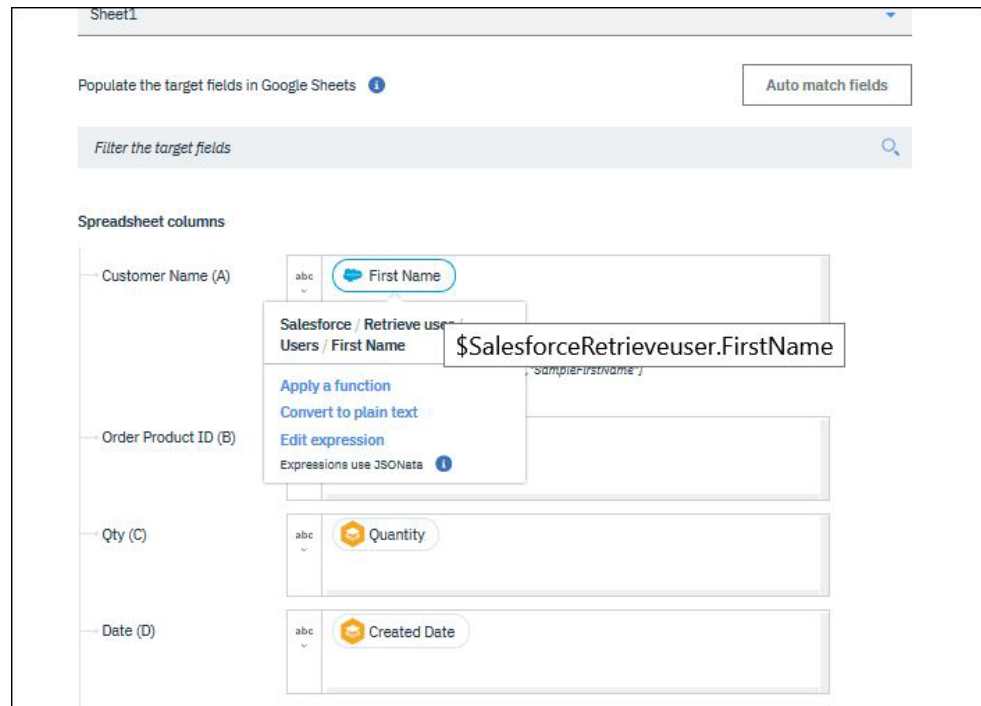 Sheet1
Populate the target fields in Google Sheets
Auto match fields
Filter the target fields
Spreadsheet columns
Customer Name (A)
abc
First Name
Salesforce / Retrieve user /
Users / First Name
$SalesforceRetrieveuser.FirstName
,"SampleFirstName"]
Apply a function
Convert to plain text
Order Product ID (B)
Edit expression
Expressions use JSONata
Qty (C)
abc
Quantity
Date (D)
abc
Created Date